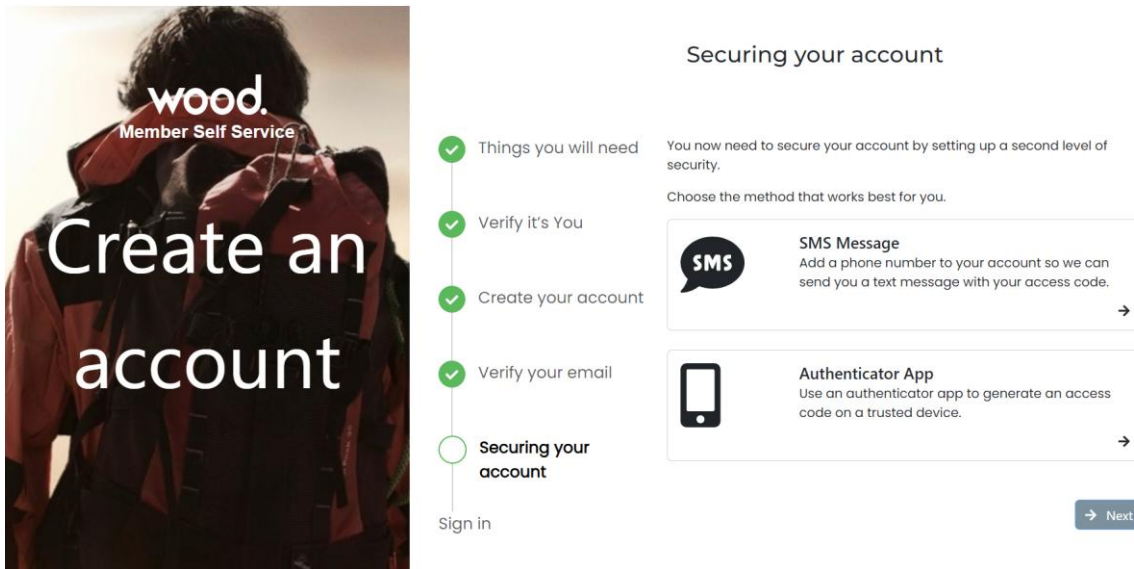 wood.
Member Self Service
Create an
account
Securing your account
Things you will need
Verify it's You
Create your account
Verify your email
Securing your
account
Sign in
You now need to secure your account by setting up a second level of
security.
Choose the method that works best for you.
SMS
SMS Message
Add a phone number to your account so we can
send you a text message with your access code.
Authenticator App
Use an authenticator app to generate an access
code on a trusted device.
Next